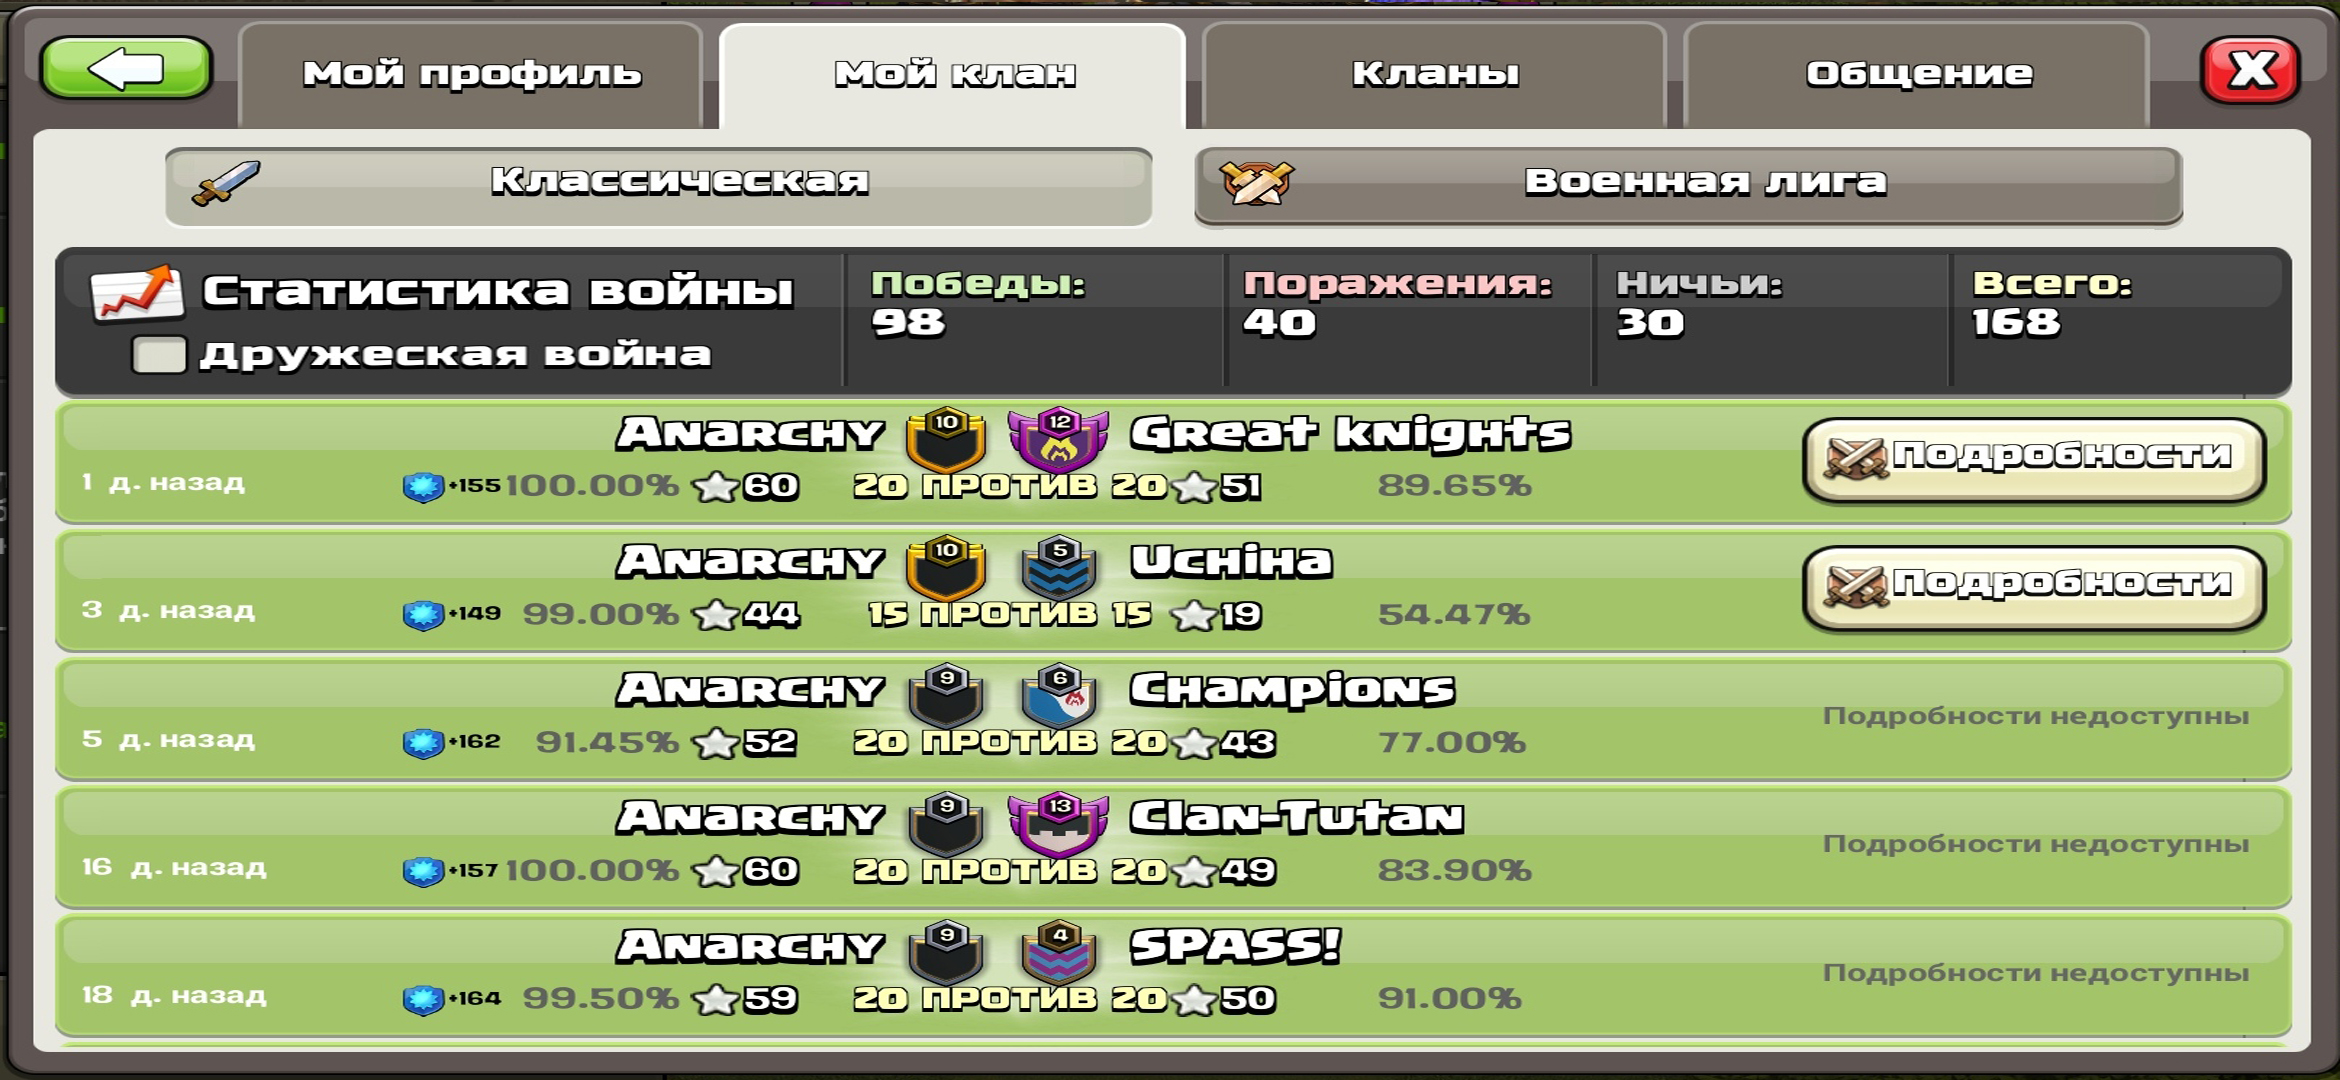 Мой профиль
Мой клан
Кланы
Общение
X
Классическая
Военная лига
Статистика войны
Дружеская война
Победы:
98
Поражения:
40
Ничьи:
30
Всего:
168
Anarchy 10 12 Great knights
1 д. назад +155 100.00% 60 20 ПРОТИВ 20 51 89.65%
Подробности
Anarchy 10 5 Uchiha
3 д. назад +149 99.00% 44 15 ПРОТИВ 15 19 54.47%
Подробности
Anarchy 9 6 Champions
5 д. назад +162 91.45% 52 20 ПРОТИВ 20 43 77.00%
Подробности недоступны
Anarchy 9 13 Clan-Tutan
16 д. назад +157 100.00% 60 20 ПРОТИВ 20 49 83.90%
Подробности недоступны
Anarchy 9 4 SPASS!
18 д. назад +164 99.50% 59 20 ПРОТИВ 20 50 91.00%
Подробности недоступны